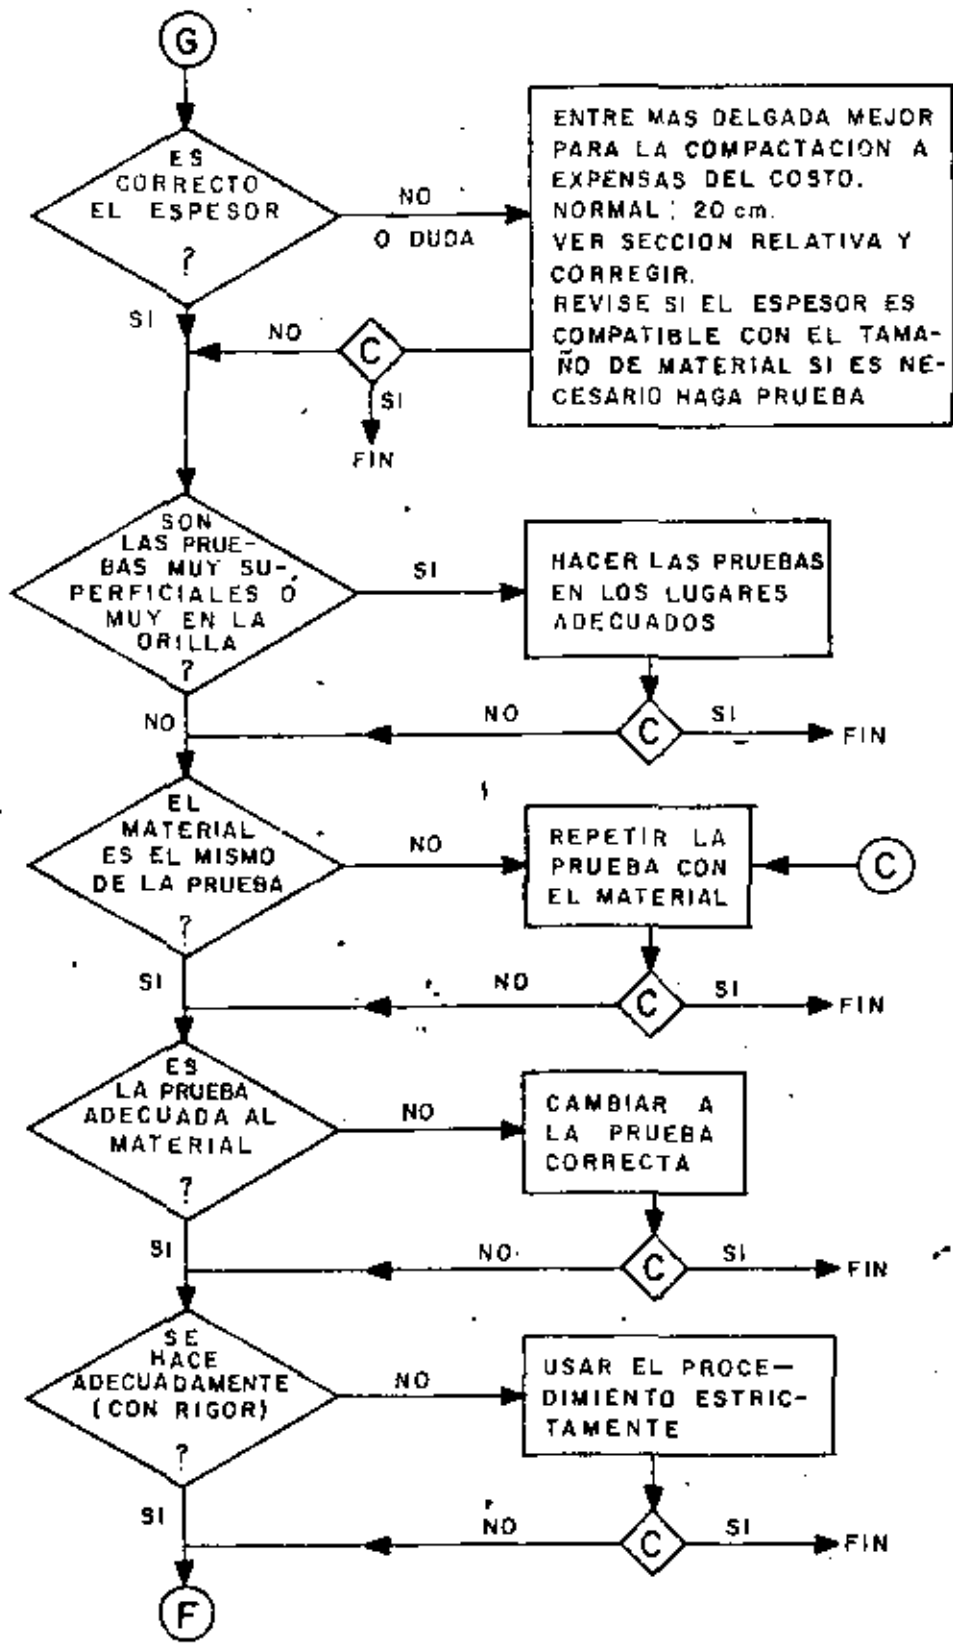 G
ES
CORRECTO
EL ESPESOR
?
NO
O DUDA
ENTRE MAS DELGADA MEJOR
PARA LA COMPACTACION A
EXPENSAS DEL COSTO.
NORMAL: 20 cm.
VER SECCION RELATIVA Y
CORREGIR.
REVISE SI EL ESPESOR ES
COMPATIBLE CON EL TAMA-
ÑO DE MATERIAL SI ES NE-
CESARIO HAGA PRUEBA
SI
NO
C
SI
FIN
SON
LAS PRUE-
BAS MUY SU-
PERFICIALES Ó
MUY EN LA
ORILLA
?
SI
HACER LAS PRUEBAS
EN LOS LUGARES
ADECUADOS
NO
NO
C
SI
FIN
EL
MATERIAL
ES EL MISMO
DE LA PRUEBA
?
NO
REPETIR LA
PRUEBA CON
EL MATERIAL
C
SI
NO
C
SI
FIN
ES
LA PRUEBA
ADECUADA AL
MATERIAL
?
NO
CAMBIAR A
LA PRUEBA
CORRECTA
SI
NO
C
SI
FIN
SE
HACE
ADECUADAMENTE
(CON RIGOR)
?
NO
USAR EL PROCE-
DIMIENTO ESTRIC-
TAMENTE
SI
NO
C
SI
FIN
F